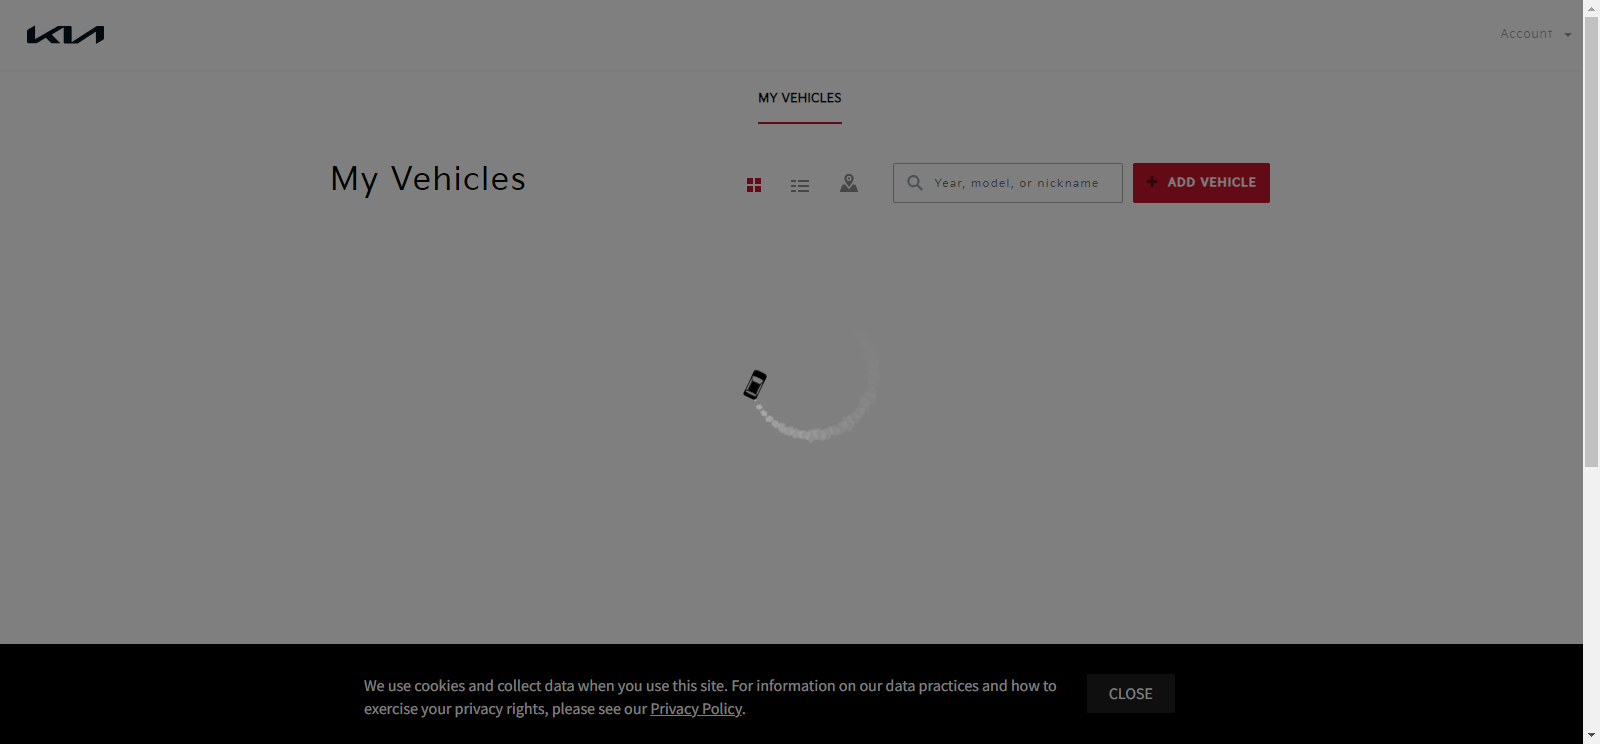 KIA
Account
MY VEHICLES
My Vehicles
Year, model, or nickname
+ ADD VEHICLE
We use cookies and collect data when you use this site. For information on our data practices and how to
exercise your privacy rights, please see our Privacy Policy.
CLOSE